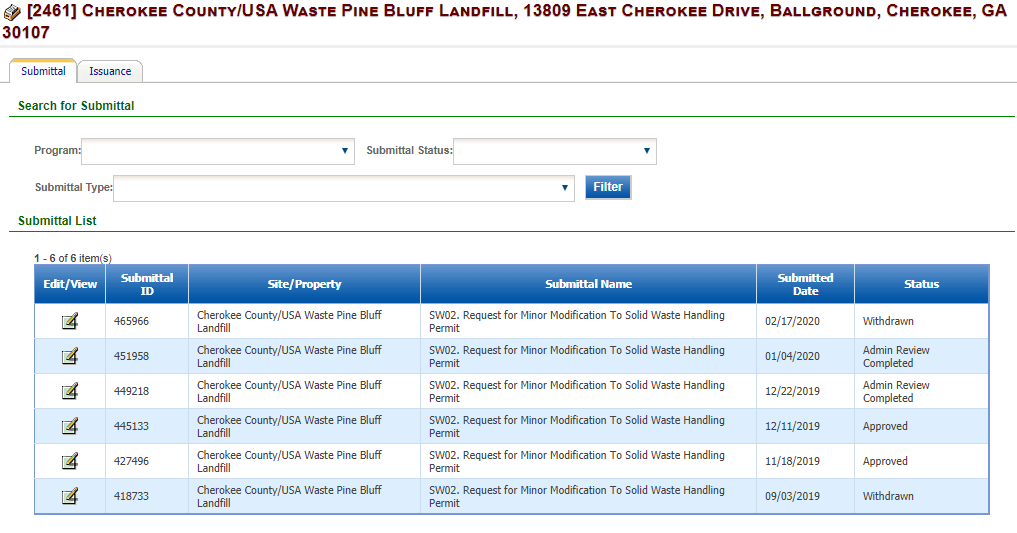 [2461] Cherokee County/USA Waste Pine Bluff Landfill, 13809 East Cherokee Drive, Ballground, Cherokee, GA
30107
Submittal Issuance
Search for Submittal
Program: Submittal Status:
Submittal Type: Filter
Submittal List
1 - 6 of 6 item(s)
Edit/View Submittal ID Site/Property Submittal Name Submitted Date Status
465966 Cherokee County/USA Waste Pine Bluff Landfill SW02. Request for Minor Modification To Solid Waste Handling Permit 02/17/2020 Withdrawn
451958 Cherokee County/USA Waste Pine Bluff Landfill SW02. Request for Minor Modification To Solid Waste Handling Permit 01/04/2020 Admin Review Completed
449218 Cherokee County/USA Waste Pine Bluff Landfill SW02. Request for Minor Modification To Solid Waste Handling Permit 12/22/2019 Admin Review Completed
445133 Cherokee County/USA Waste Pine Bluff Landfill SW02. Request for Minor Modification To Solid Waste Handling Permit 12/11/2019 Approved
427496 Cherokee County/USA Waste Pine Bluff Landfill SW02. Request for Minor Modification To Solid Waste Handling Permit 11/18/2019 Approved
418733 Cherokee County/USA Waste Pine Bluff Landfill SW02. Request for Minor Modification To Solid Waste Handling Permit 09/03/2019 Withdrawn